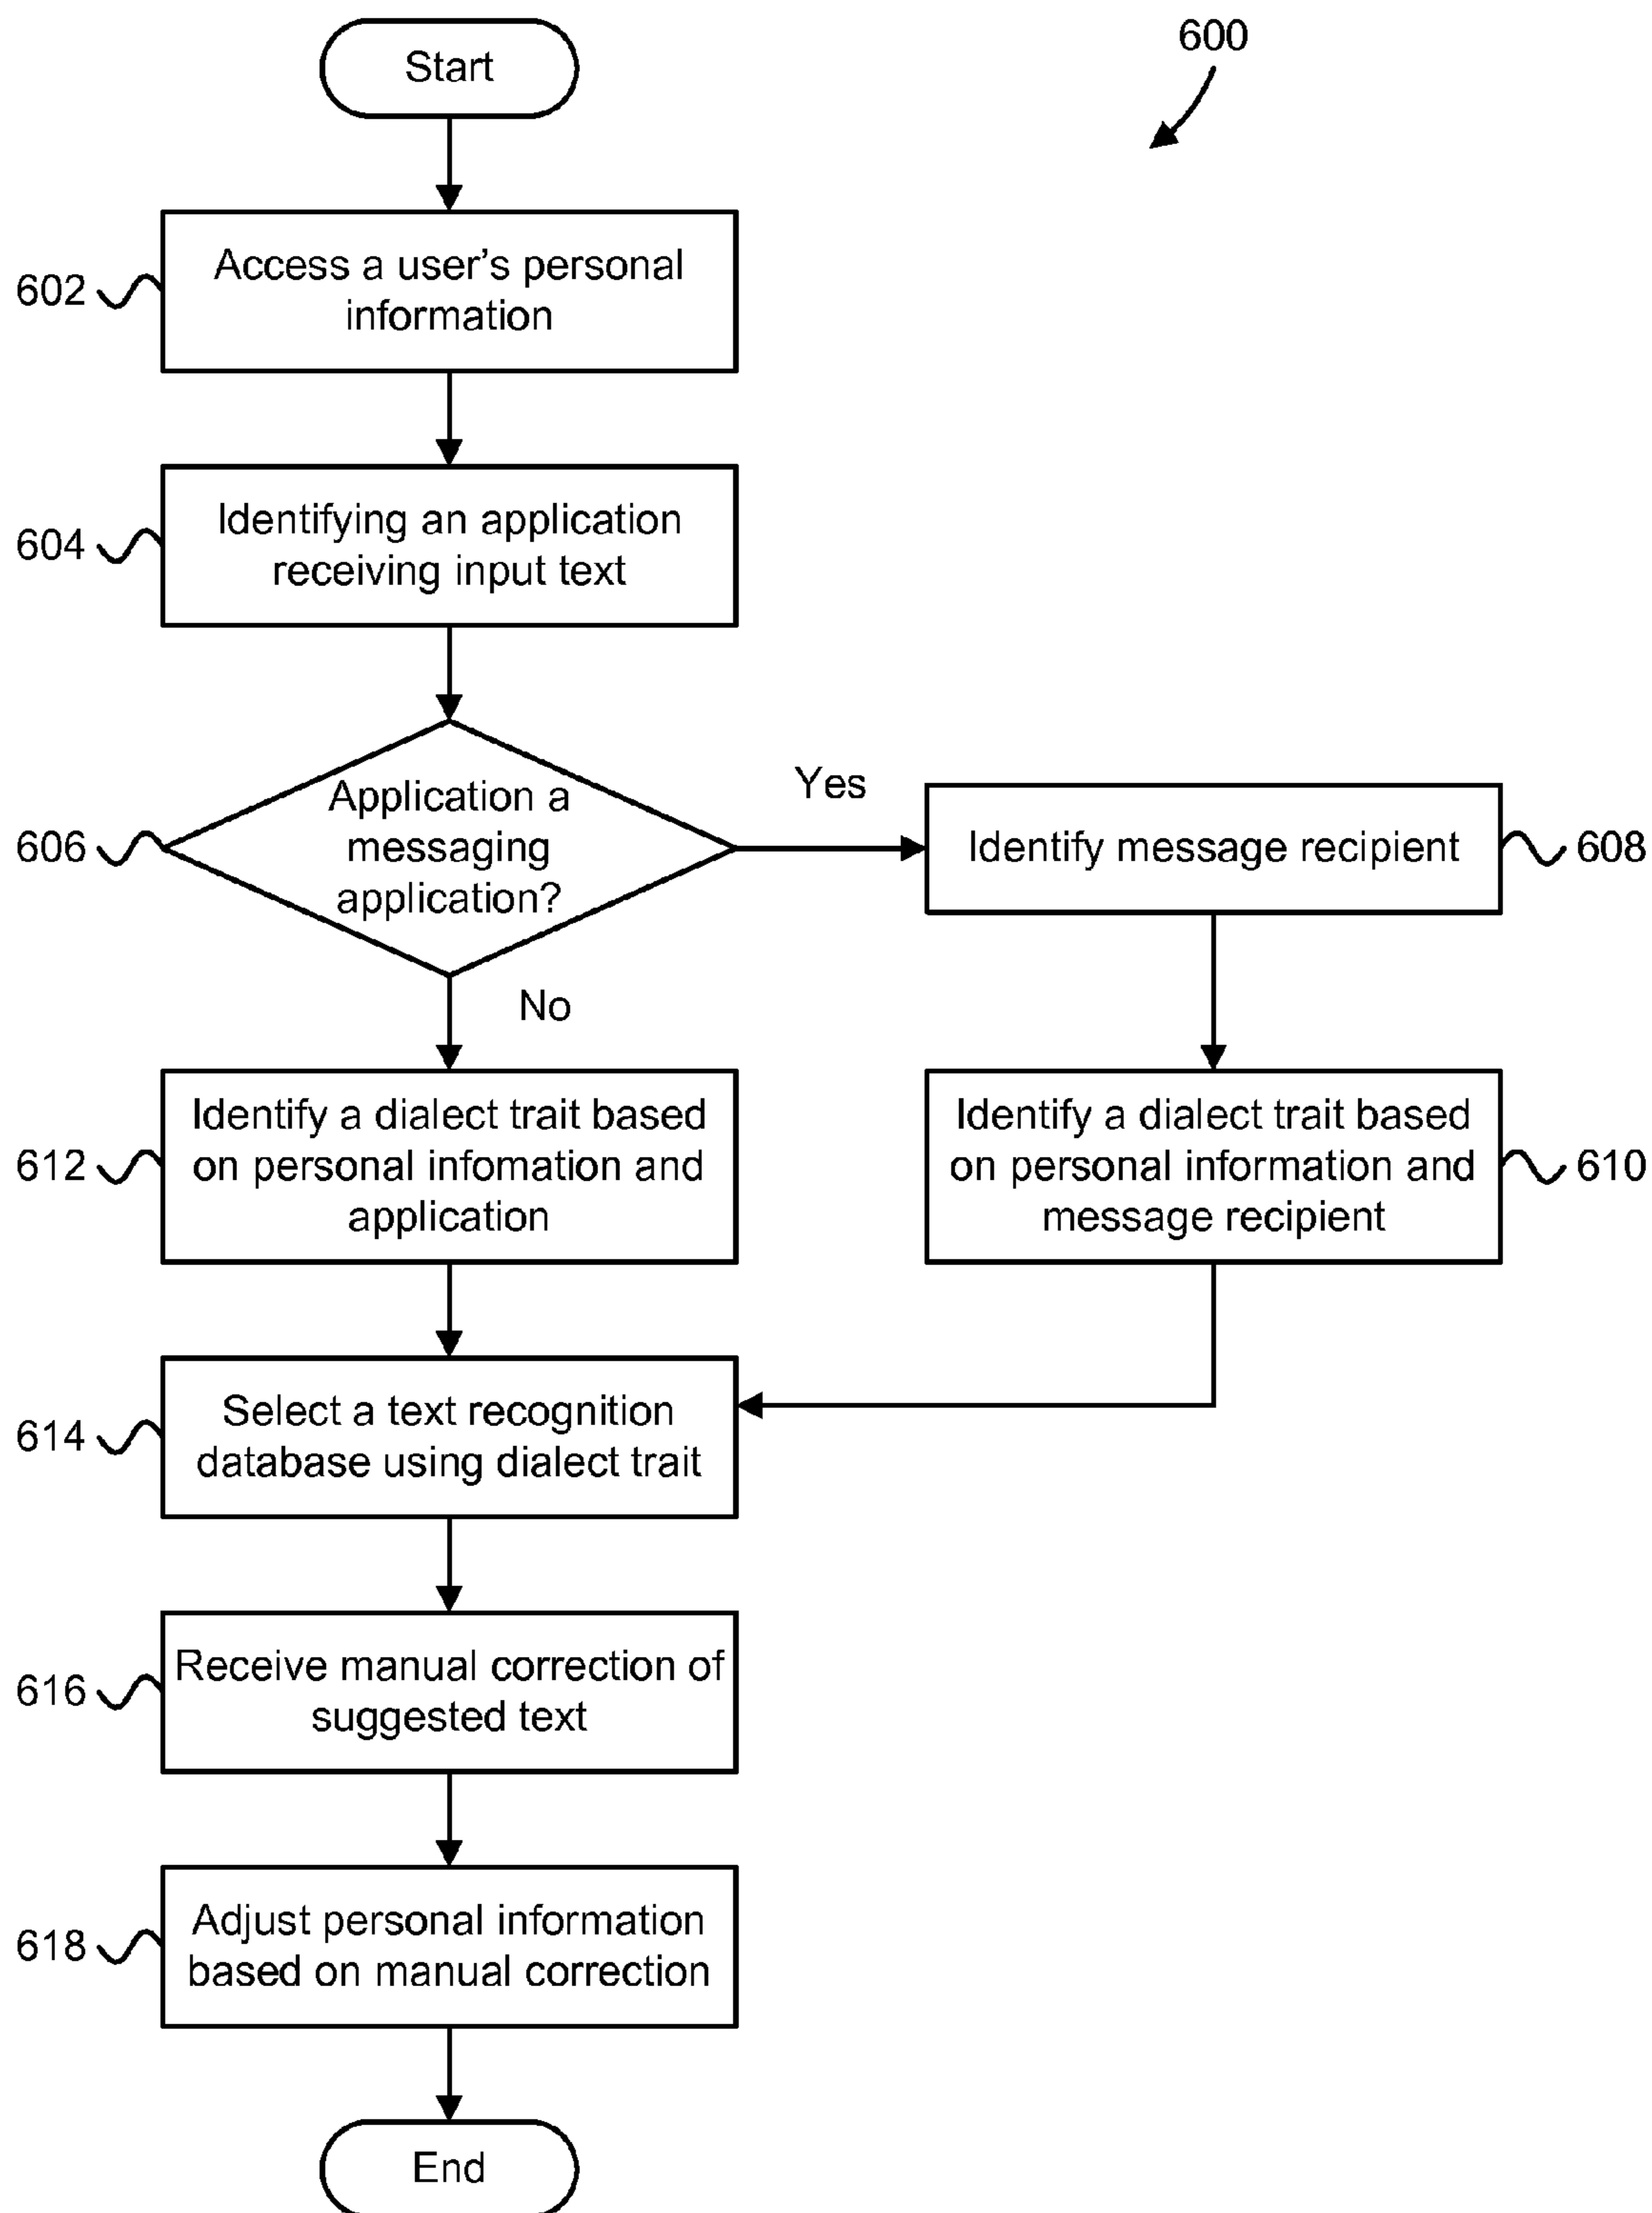 Start
600
602
Access a user's personal
information
604
Identifying an application
receiving input text
606
Application a
messaging
application?
Yes
Identify message recipient
608
No
612
Identify a dialect trait based
on personal infomation and
application
Identify a dialect trait based
on personal information and
message recipient
610
614
Select a text recognition
database using dialect trait
616
Receive manual correction of
suggested text
618
Adjust personal information
based on manual correction
End